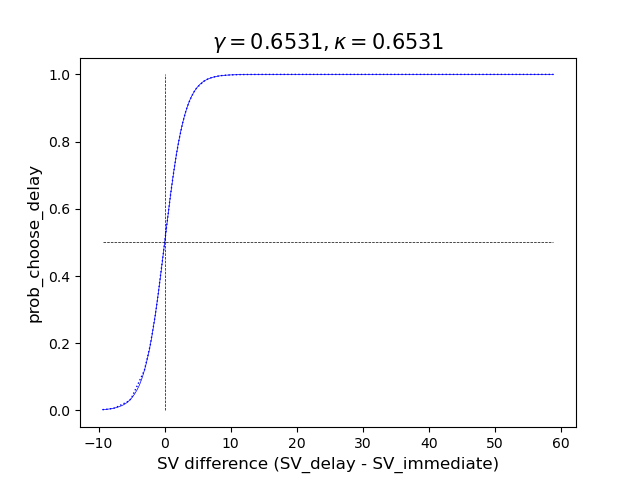 γ = 0.6531, κ = 0.6531
prob_choose_delay
1.0
0.8
0.6
0.4
0.2
0.0
−10 0 10 20 30 40 50 60
SV difference (SV_delay - SV_immediate)